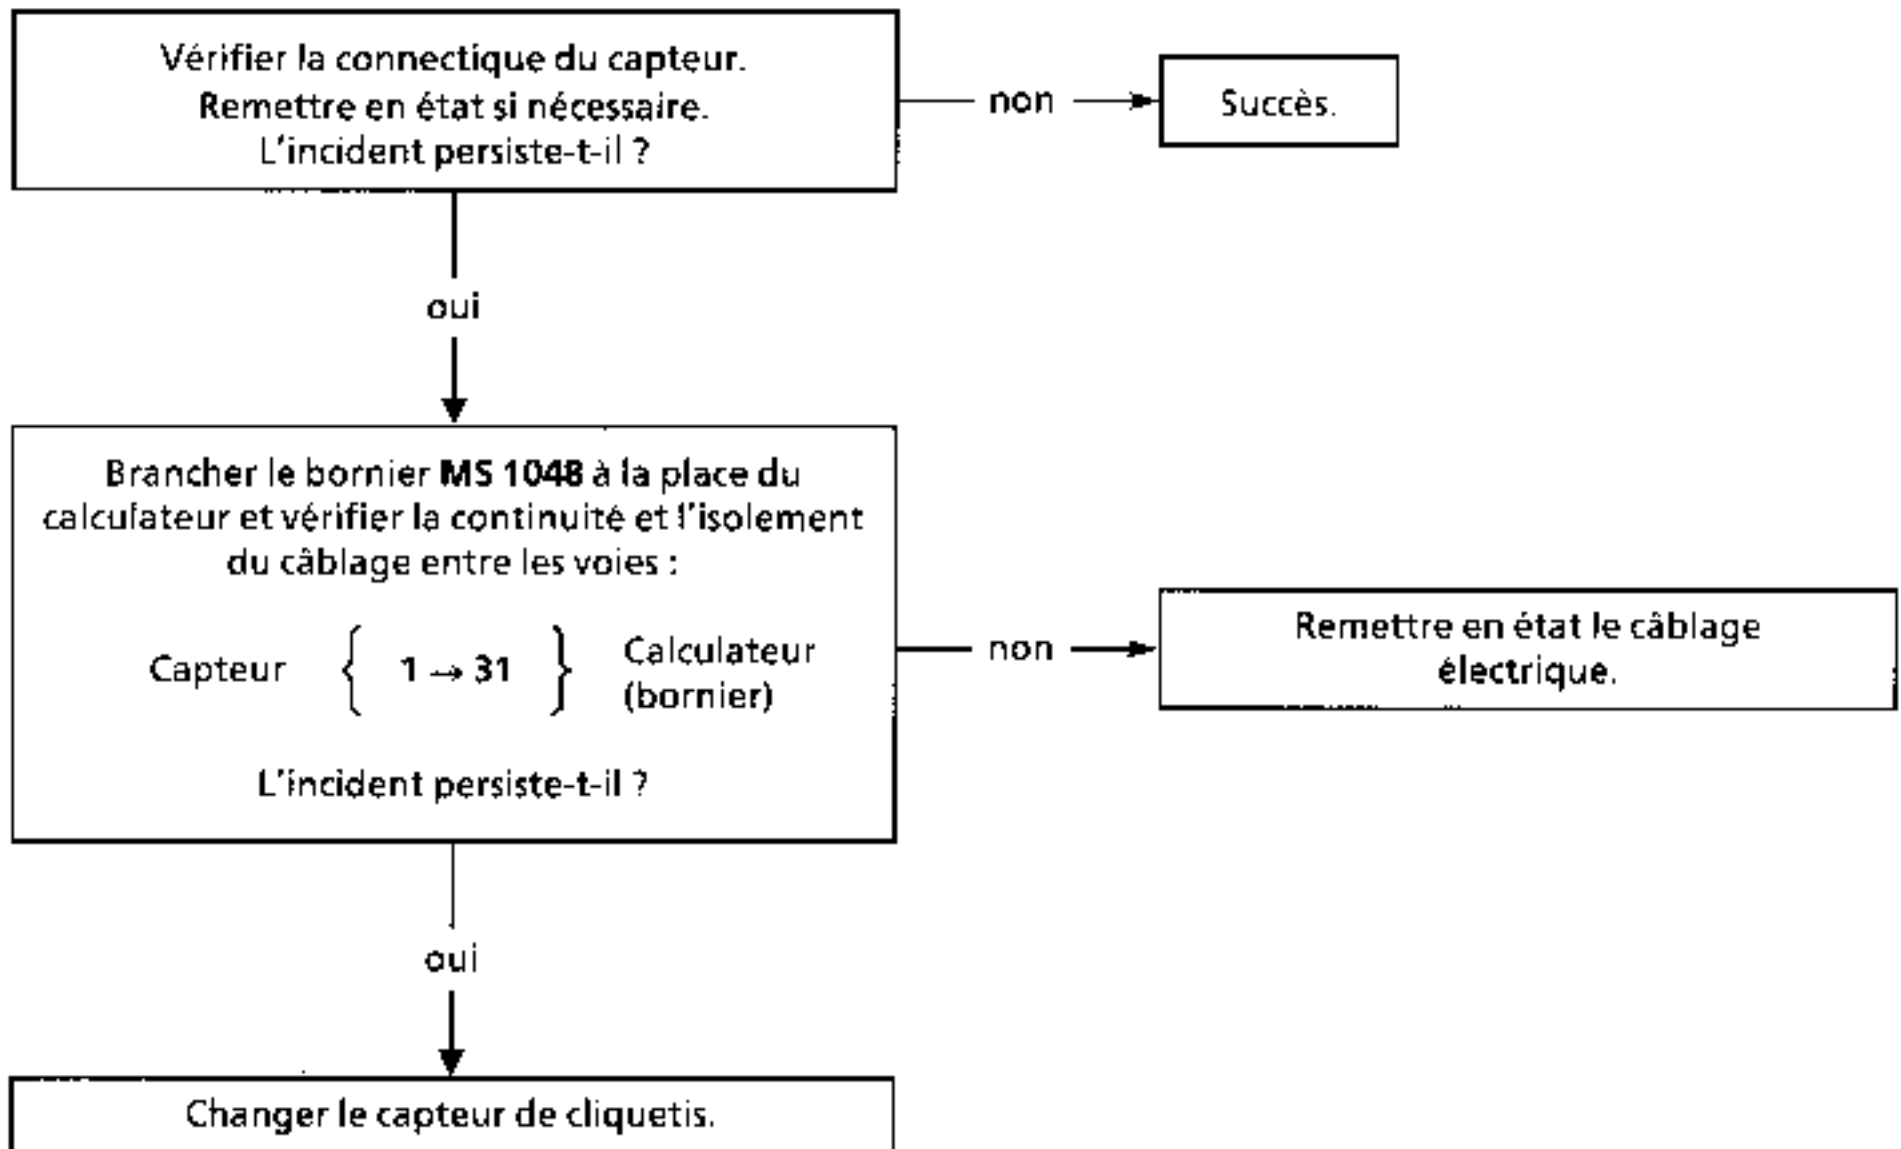 Vérifier la connectique du capteur.
Remettre en état si nécessaire.
L'incident persiste-t-il ?
non
Succès.
oui
Brancher le bornier MS 1048 à la place du
calculateur et vérifier la continuité et l'isolement
du câblage entre les voies :
Capteur { 1 → 31 } Calculateur
(bornier)
L'incident persiste-t-il ?
non
Remettre en état le câblage
électrique.
oui
Changer le capteur de cliquetis.